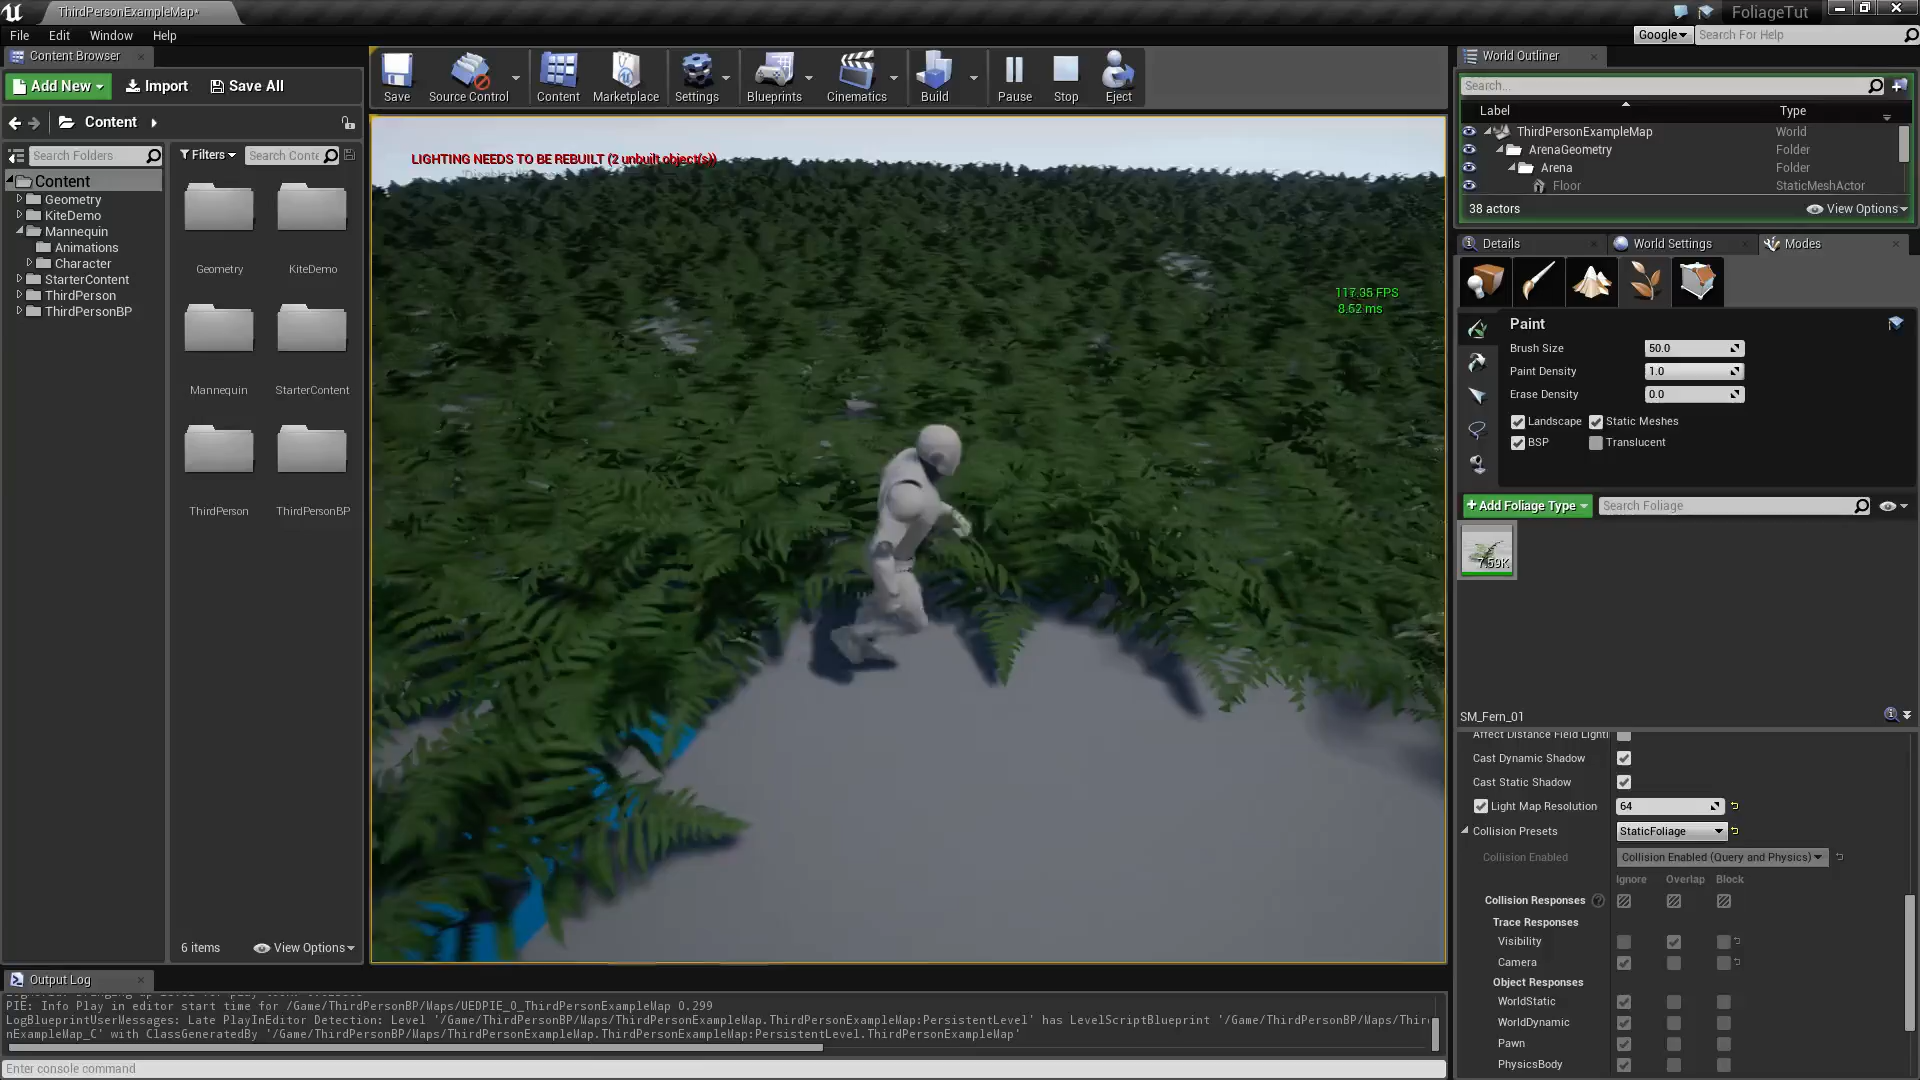 ThirdPersonExampleMap*
FoliageTut
File Edit Window Help
Google
Search For Help
Content Browser
Add New Import Save All
Content
Search Folders
Filters
Content
Geometry
KiteDemo
Mannequin
Animations
Character
StarterContent
ThirdPerson
ThirdPersonBP
Geometry KiteDemo
Mannequin StarterContent
ThirdPerson ThirdPersonBP
6 items View Options
Save Source Control Content Marketplace Settings Blueprints Cinematics Build Pause Stop Eject
LIGHTING NEEDS TO BE REBUILT (2 unbuilt object(s))
117.35 FPS
8.52 ms
World Outliner
Search...
Label Type
ThirdPersonExampleMap World
ArenaGeometry Folder
Arena Folder
Floor StaticMeshActor
38 actors View Options
Details World Settings Modes
Paint
Brush Size 50.0
Paint Density 1.0
Erase Density 0.0
Landscape Static Meshes
BSP Translucent
Add Foliage Type Search Foliage
7.59K
SM_Fern_01
Affect Distance Field Lighti
Cast Dynamic Shadow
Cast Static Shadow
Light Map Resolution 64
Collision Presets StaticFoliage
Collision Enabled Collision Enabled (Query and Physics)
Ignore Overlap Block
Collision Responses
Trace Responses
Visibility
Camera
Object Responses
WorldStatic
WorldDynamic
Pawn
PhysicsBody
Output Log
PIE: Info Play in editor start time for /Game/ThirdPersonBP/Maps/UEDPIE_0_ThirdPersonExampleMap 0.299
LogBlueprintUserMessages: Late PlayInEditor Detection: Level '/Game/ThirdPersonBP/Maps/ThirdPersonExampleMap.ThirdPersonExampleMap:PersistentLevel' has LevelScriptBlueprint '/Game/ThirdPersonBP/Maps/Thir
nExampleMap_C' with ClassGeneratedBy '/Game/ThirdPersonBP/Maps/ThirdPersonExampleMap.ThirdPersonExampleMap:PersistentLevel.ThirdPersonExampleMap'
Enter console command